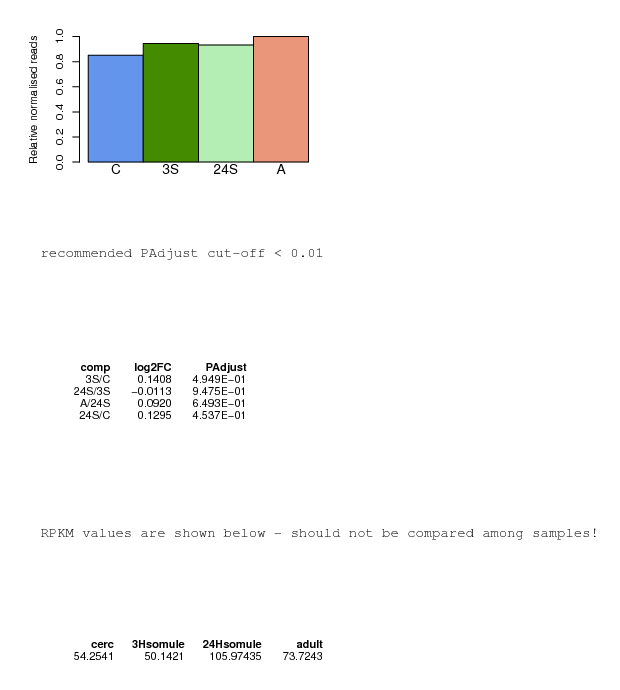 Relative normalised reads
1.0
0.8
0.6
0.4
0.2
0.0
C 3S 24S A
recommended PAdjust cut-off < 0.01
comp log2FC PAdjust
3S/C 0.1408 4.949E−01
24S/3S −0.0113 9.475E−01
A/24S 0.0920 6.493E−01
24S/C 0.1295 4.537E−01
RPKM values are shown below - should not be compared among samples!
cerc 3Hsomule 24Hsomule adult
54.2541 50.1421 105.97435 73.7243